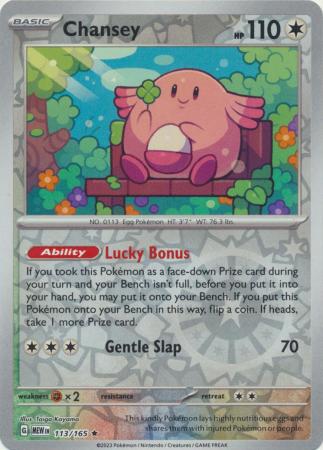 BASIC
Chansey HP 110
NO. 0113 Egg Pokémon HT: 3'7" WT: 76.3 lbs.
Ability Lucky Bonus
If you took this Pokémon as a face-down Prize card during
your turn and your Bench isn't full, before you put it into
your hand, you may put it onto your Bench. If you put this
Pokémon onto your Bench in this way, flip a coin. If heads,
take 1 more Prize card.
Gentle Slap 70
weakness ×2 resistance retreat
Illus. Taiga Kayama
G MEW EN 113/165 ★
This kindly Pokémon lays highly nutritious eggs and
shares them with injured Pokémon or people.
©2023 Pokémon / Nintendo / Creatures / GAME FREAK